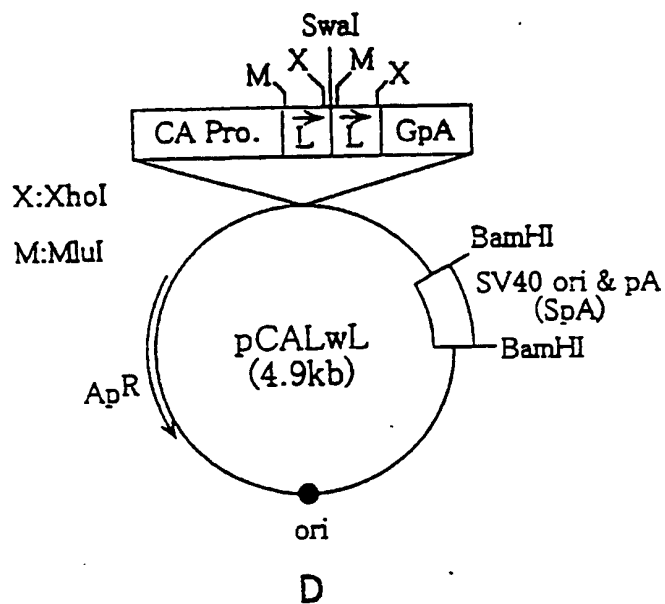 SwaI
M X M X
CA Pro. L L GpA
X:XhoI
M:MluI
BamHI
SV40 ori & pA
(SpA)
BamHI
pCALwL
(4.9kb)
ApR
ori
D